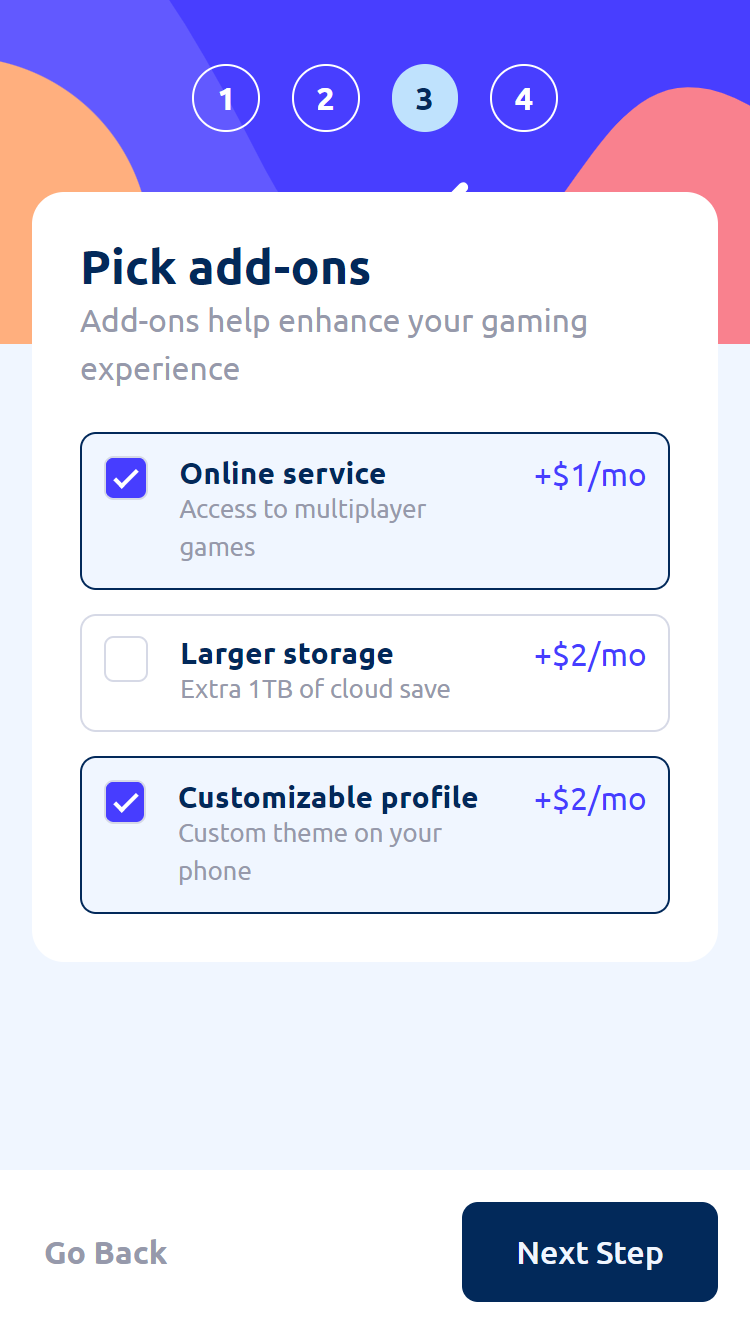 1 2 3 4
Pick add-ons
Add-ons help enhance your gaming
experience
Online service +$1/mo
Access to multiplayer
games
Larger storage +$2/mo
Extra 1TB of cloud save
Customizable profile +$2/mo
Custom theme on your
phone
Go Back Next Step